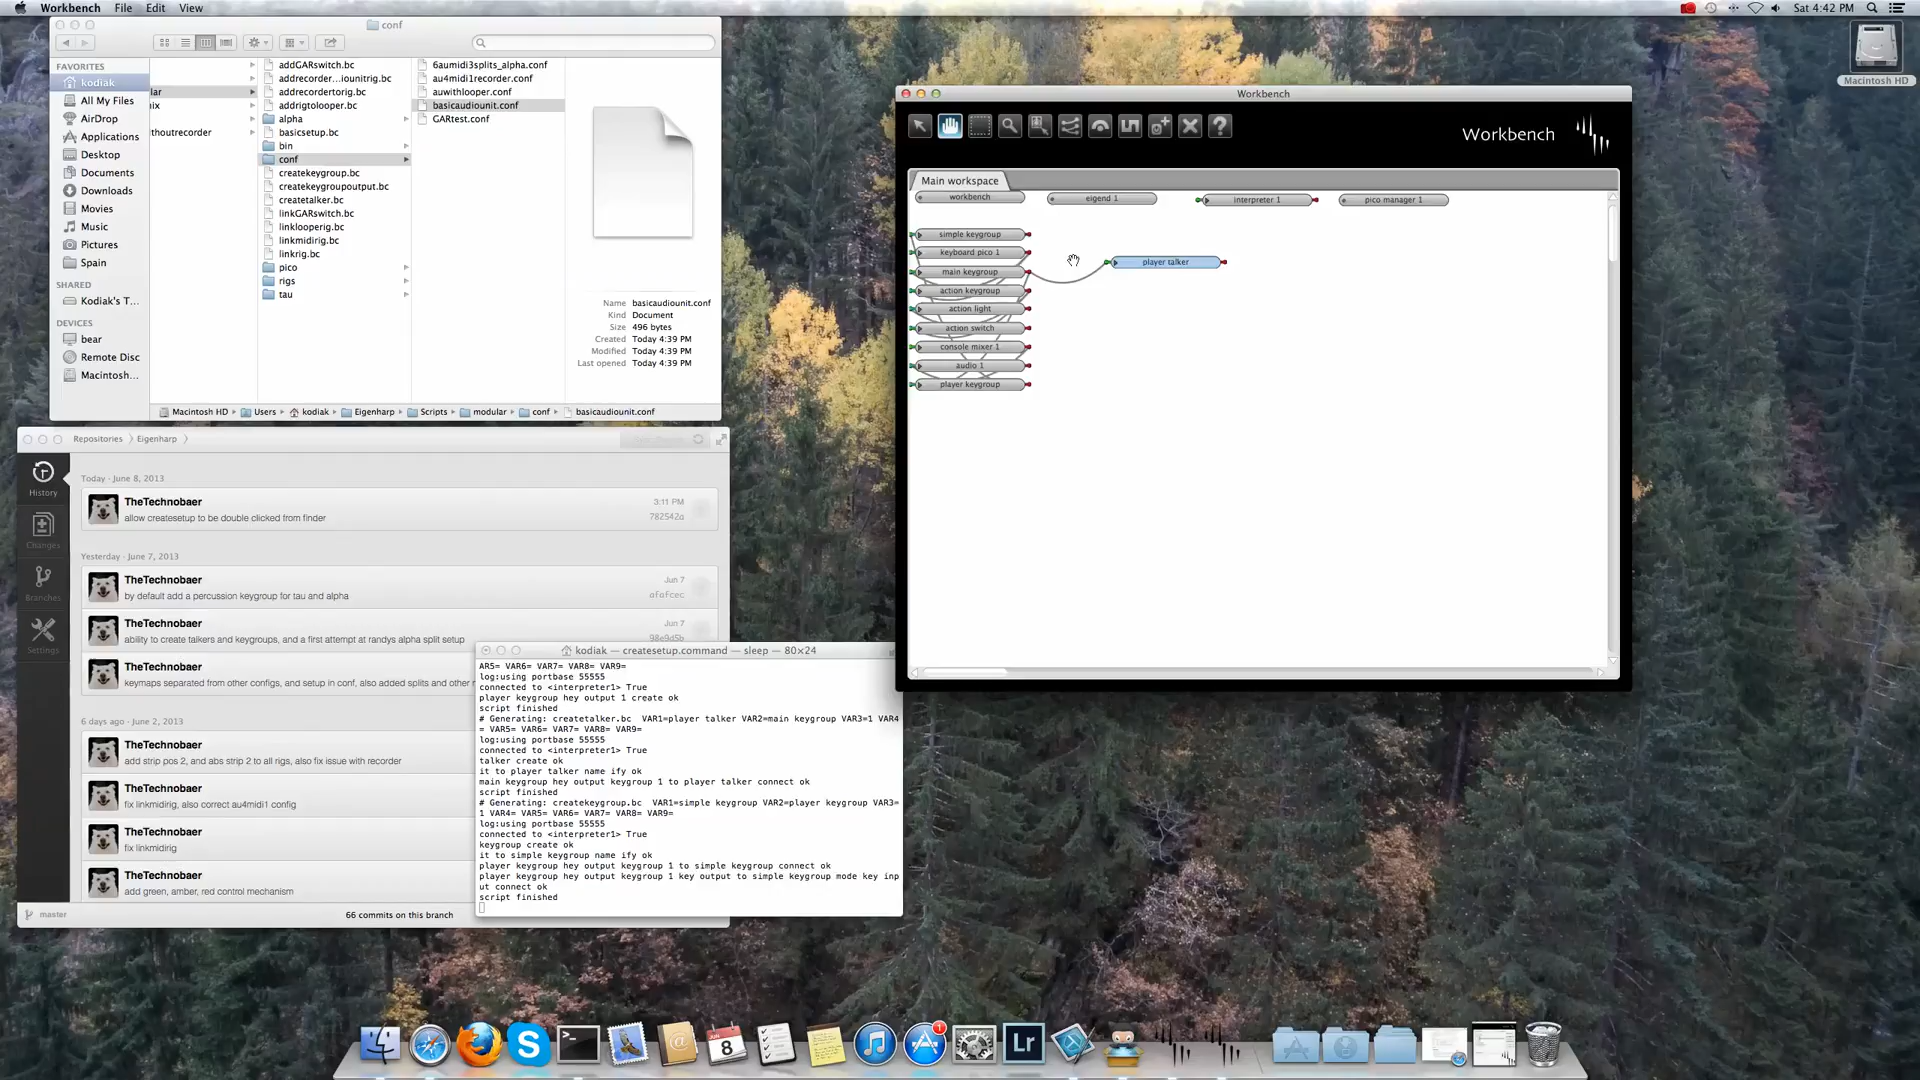 Workbench File Edit View
Sat 4:42 PM
conf
FAVORITES
kodiak
All My Files
AirDrop
Applications
Desktop
Documents
Downloads
Movies
Music
Pictures
Spain
SHARED
Kodiak's T...
DEVICES
bear
Remote Disc
Macintosh...
lar
ix
thoutrecorder
addGARswitch.bc
addrecorder...iounitrig.bc
addrecordertorig.bc
addrigtolooper.bc
alpha
basicsetup.bc
bin
conf
createkeygroup.bc
createkeygroupoutput.bc
createtalker.bc
linkGARswitch.bc
linklooperig.bc
linkmidirig.bc
linkrig.bc
pico
rigs
tau
6aumidi3splits_alpha.conf
au4midi1recorder.conf
auwithlooper.conf
basicaudiounit.conf
GARtest.conf
Name basicaudiounit.conf
Kind Document
Size 496 bytes
Created Today 4:39 PM
Modified Today 4:39 PM
Last opened Today 4:39 PM
Macintosh HD Users kodiak Eigenharp Scripts modular conf basicaudiounit.conf
Repositories Eigenharp
History
Changes
Branches
Settings
Today - June 8, 2013
TheTechnobaer 3:11 PM
allow createsetup to be double clicked from finder 782542a
Yesterday - June 7, 2013
TheTechnobaer Jun 7
by default add a percussion keygroup for tau and alpha afafcec
TheTechnobaer Jun 7
ability to create talkers and keygroups, and a first attempt at randys alpha split setup 98e9d5b
TheTechnobaer
keymaps separated from other configs, and setup in conf, also added splits and other
6 days ago - June 2, 2013
TheTechnobaer
add strip pos 2, and abs strip 2 to all rigs, also fix issue with recorder
TheTechnobaer
fix linkmidirig, also correct au4midi1 config
TheTechnobaer
fix linkmidirig
TheTechnobaer
add green, amber, red control mechanism
master 66 commits on this branch
kodiak — createsetup.command — sleep — 80×24
AR5= VAR6= VAR7= VAR8= VAR9=
log:using portbase 55555
connected to <interpreter1> True
player keygroup hey output 1 create ok
script finished
# Generating: createtalker.bc VAR1=player talker VAR2=main keygroup VAR3=1 VAR4
= VAR5= VAR6= VAR7= VAR8= VAR9=
log:using portbase 55555
connected to <interpreter1> True
talker create ok
it to player talker name ify ok
main keygroup hey output keygroup 1 to player talker connect ok
script finished
# Generating: createkeygroup.bc VAR1=simple keygroup VAR2=player keygroup VAR3=
1 VAR4= VAR5= VAR6= VAR7= VAR8= VAR9=
log:using portbase 55555
connected to <interpreter1> True
keygroup create ok
it to simple keygroup name ify ok
player keygroup hey output keygroup 1 to simple keygroup connect ok
player keygroup hey output keygroup 1 key output to simple keygroup mode key inp
ut connect ok
script finished
Workbench
Workbench
Main workspace
workbench
eigend 1
interpreter 1
pico manager 1
simple keygroup
keyboard pico 1
main keygroup
action keygroup
action light
action switch
console mixer 1
audio 1
player keygroup
player talker
Macintosh HD
JUN
8
1
Lr